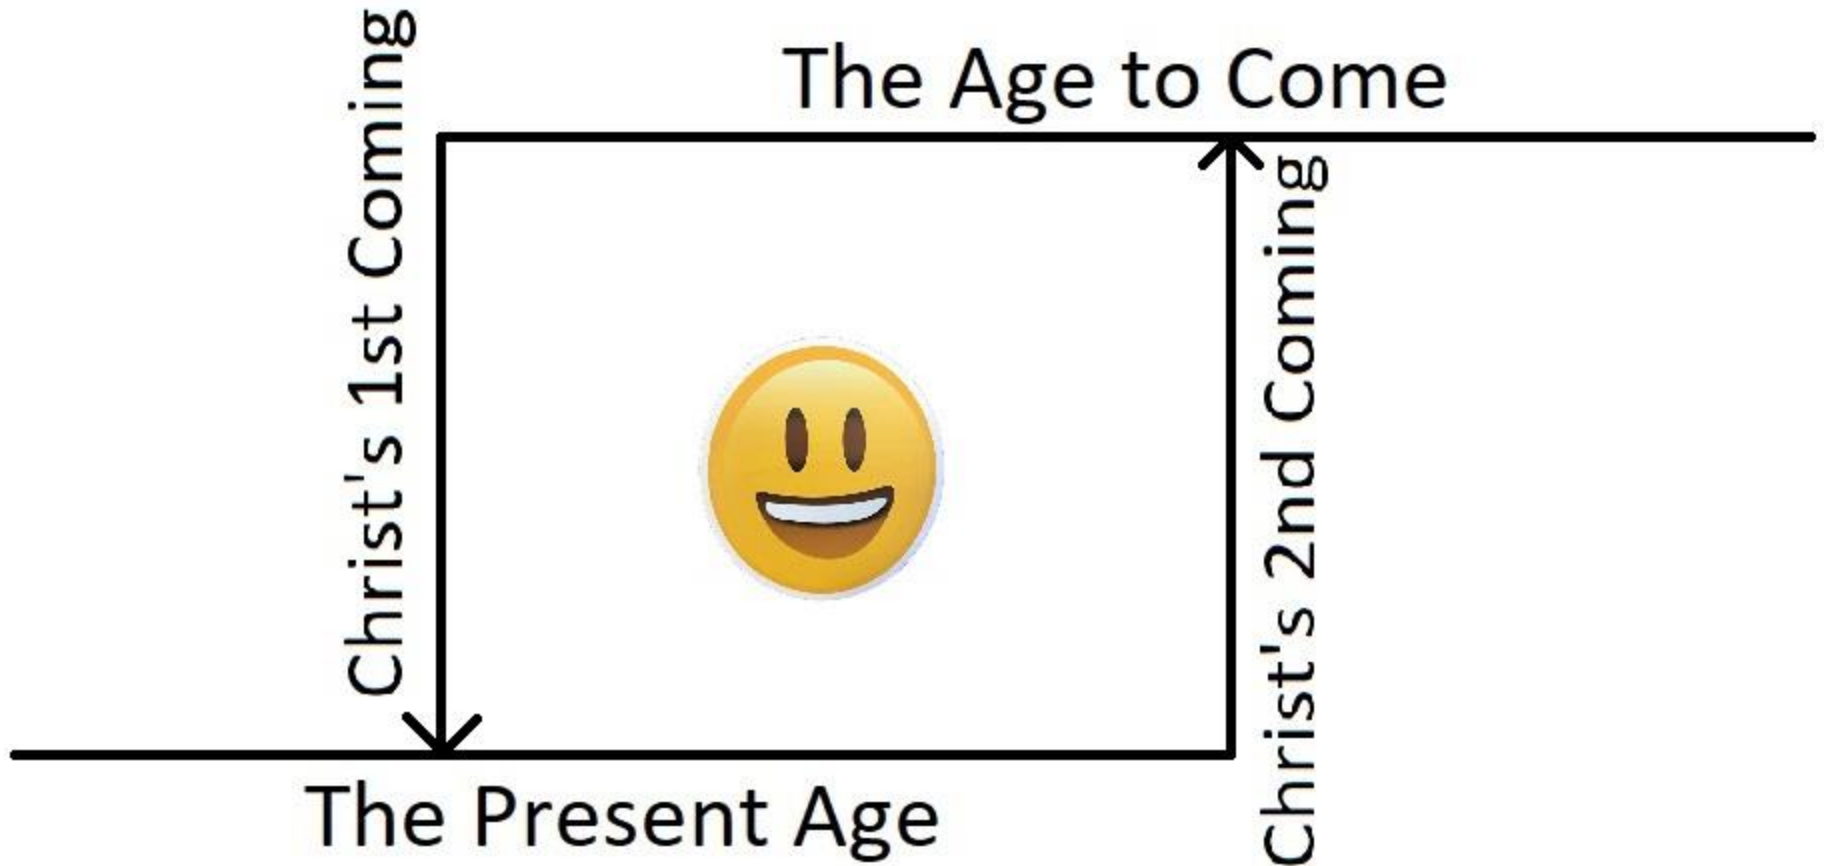 The Age to Come
Christ's 1st Coming
Christ's 2nd Coming
The Present Age